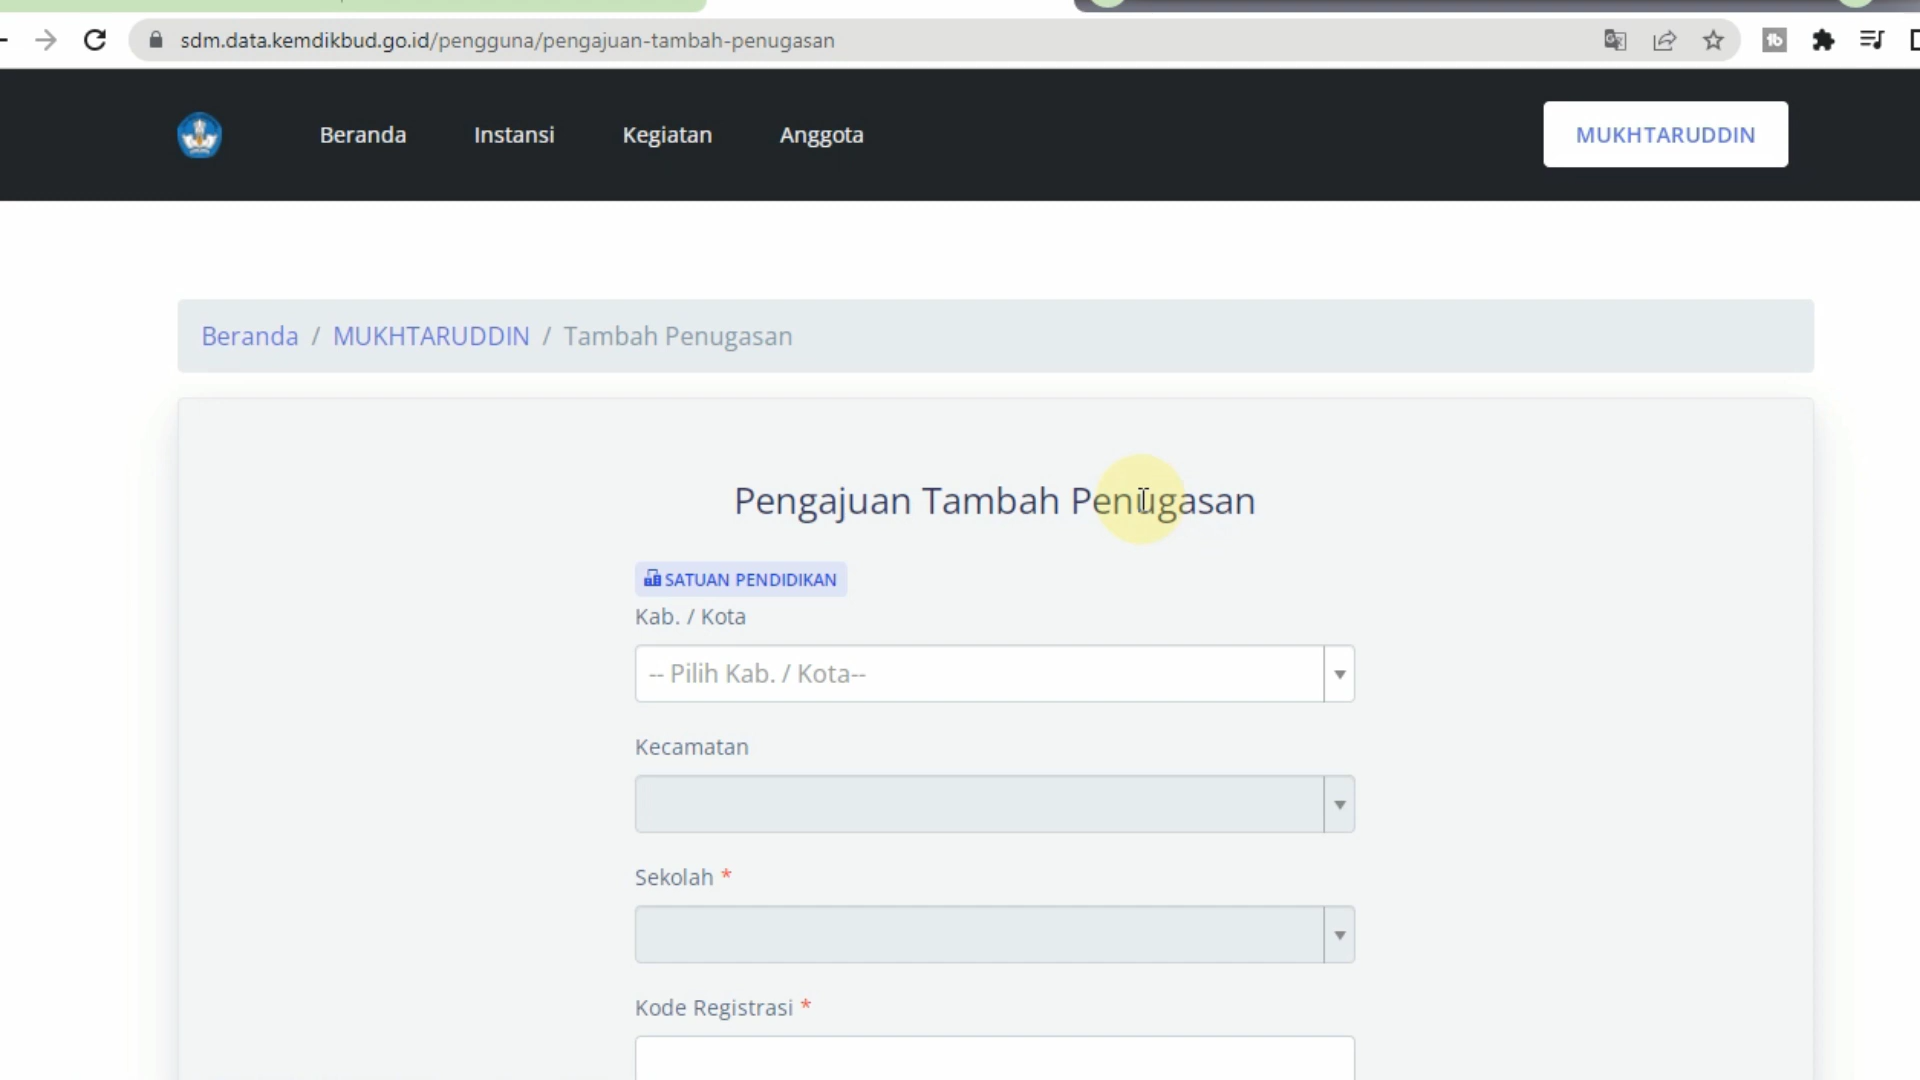 sdm.data.kemdikbud.go.id/pengguna/pengajuan-tambah-penugasan
Beranda Instansi Kegiatan Anggota MUKHTARUDDIN
Beranda / MUKHTARUDDIN / Tambah Penugasan
Pengajuan Tambah Penugasan
SATUAN PENDIDIKAN
Kab. / Kota
-- Pilih Kab. / Kota--
Kecamatan
Sekolah *
Kode Registrasi *